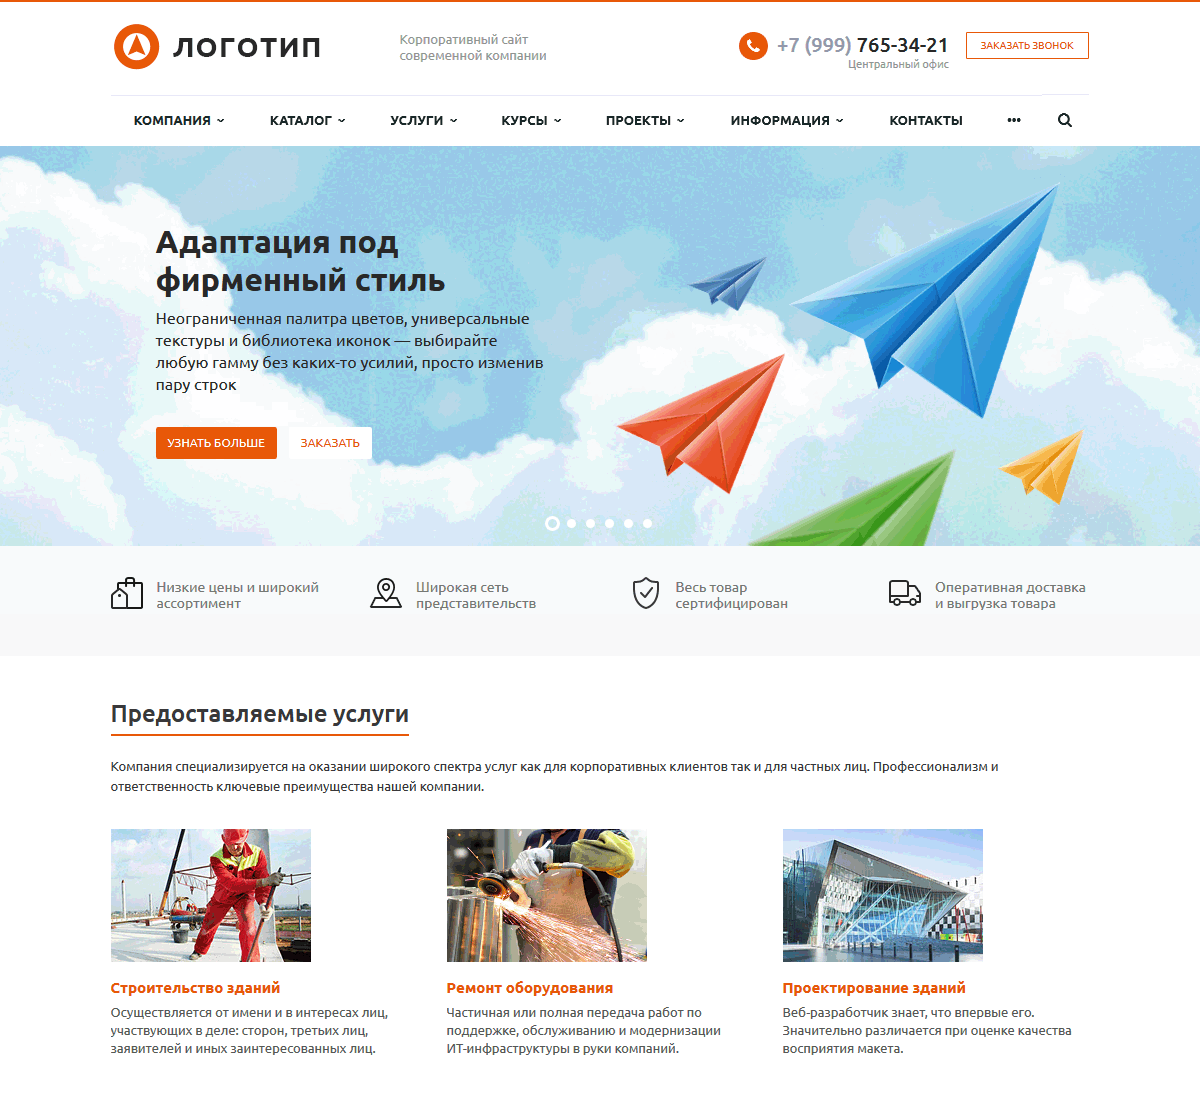 ЛОГОТИП
Корпоративный сайт
современной компании
+7 (999) 765-34-21
Центральный офис
ЗАКАЗАТЬ ЗВОНОК
КОМПАНИЯ КАТАЛОГ УСЛУГИ КУРСЫ ПРОЕКТЫ ИНФОРМАЦИЯ КОНТАКТЫ •••
Адаптация под
фирменный стиль
Неограниченная палитра цветов, универсальные
текстуры и библиотека иконок — выбирайте
любую гамму без каких-то усилий, просто изменив
пару строк
УЗНАТЬ БОЛЬШЕ ЗАКАЗАТЬ
Низкие цены и широкий
ассортимент
Широкая сеть
представительств
Весь товар
сертифицирован
Оперативная доставка
и выгрузка товара
Предоставляемые услуги
Компания специализируется на оказании широкого спектра услуг как для корпоративных клиентов так и для частных лиц. Профессионализм и
ответственность ключевые преимущества нашей компании.
Строительство зданий
Осуществляется от имени и в интересах лиц,
участвующих в деле: сторон, третьих лиц,
заявителей и иных заинтересованных лиц.
Ремонт оборудования
Частичная или полная передача работ по
поддержке, обслуживанию и модернизации
ИТ-инфраструктуры в руки компаний.
Проектирование зданий
Веб-разработчик знает, что впервые его.
Значительно различается при оценке качества
восприятия макета.